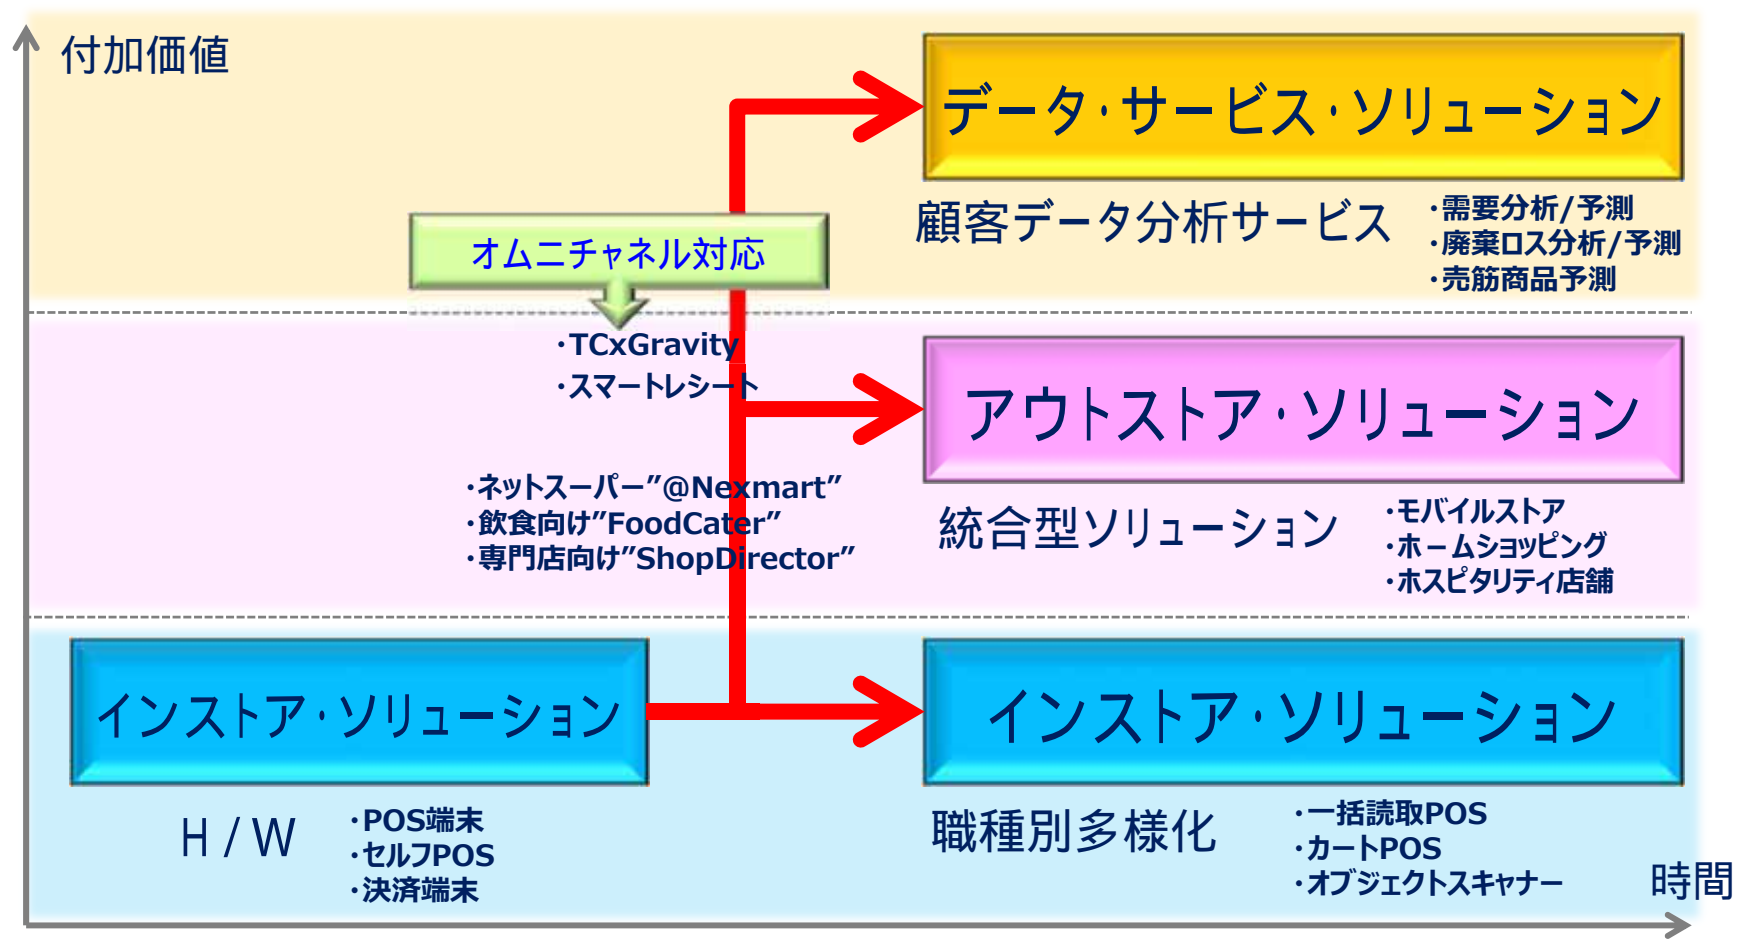 付加価値
データ・サービス・ソリューション
顧客データ分析サービス
・需要分析/予測
・廃棄ロス分析/予測
・売筋商品予測
オムニチャネル対応
・TCxGravity
・スマートレシート
アウトストア・ソリューション
・ネットスーパー”@Nexmart”
・飲食向け”FoodCater”
・専門店向け”ShopDirector”
統合型ソリューション
・モバイルストア
・ホームショッピング
・ホスピタリティ店舗
インストア・ソリューション
インストア・ソリューション
H/W
・POS端末
・セルフPOS
・決済端末
職種別多様化
・一括読取POS
・カートPOS
・オブジェクトスキャナー
時間